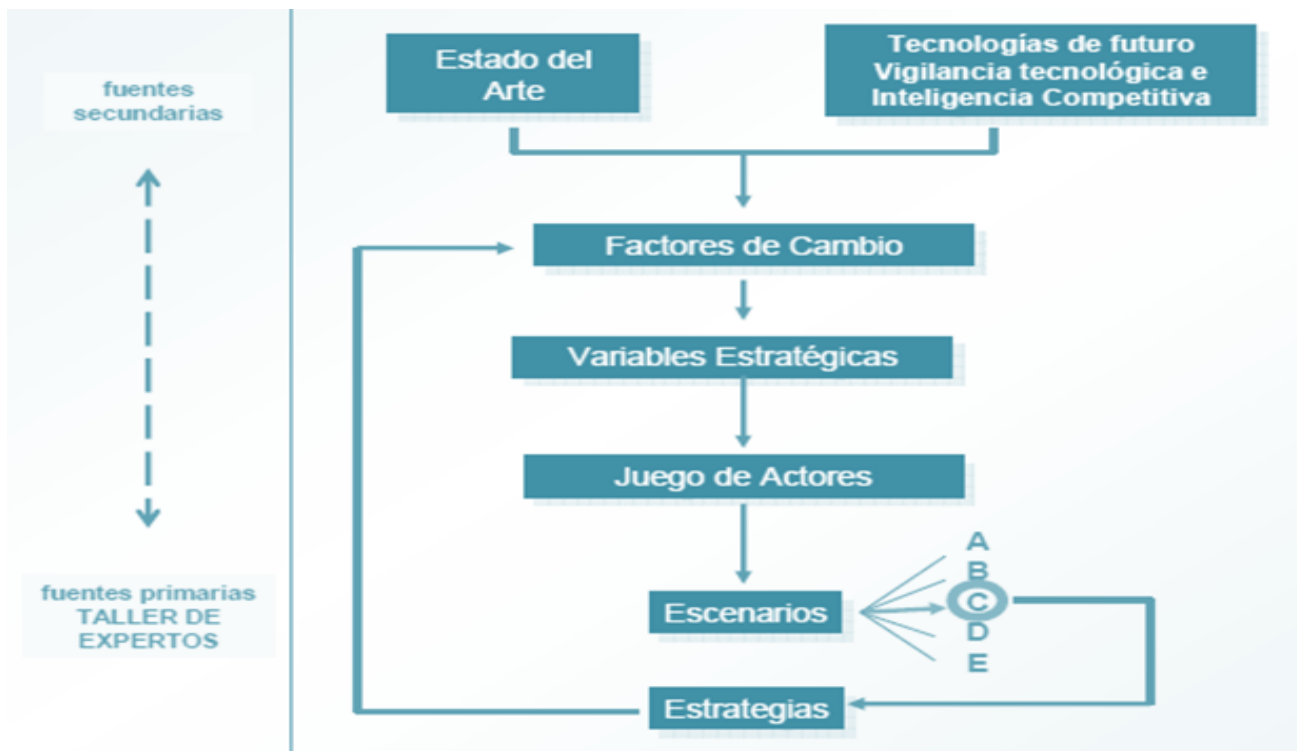 fuentes
secundarias
fuentes primarias
TALLER DE
EXPERTOS
Estado del
Arte
Tecnologías de futuro
Vigilancia tecnológica e
Inteligencia Competitiva
Factores de Cambio
Variables Estratégicas
Juego de Actores
Escenarios
A
B
C
D
E
Estrategias